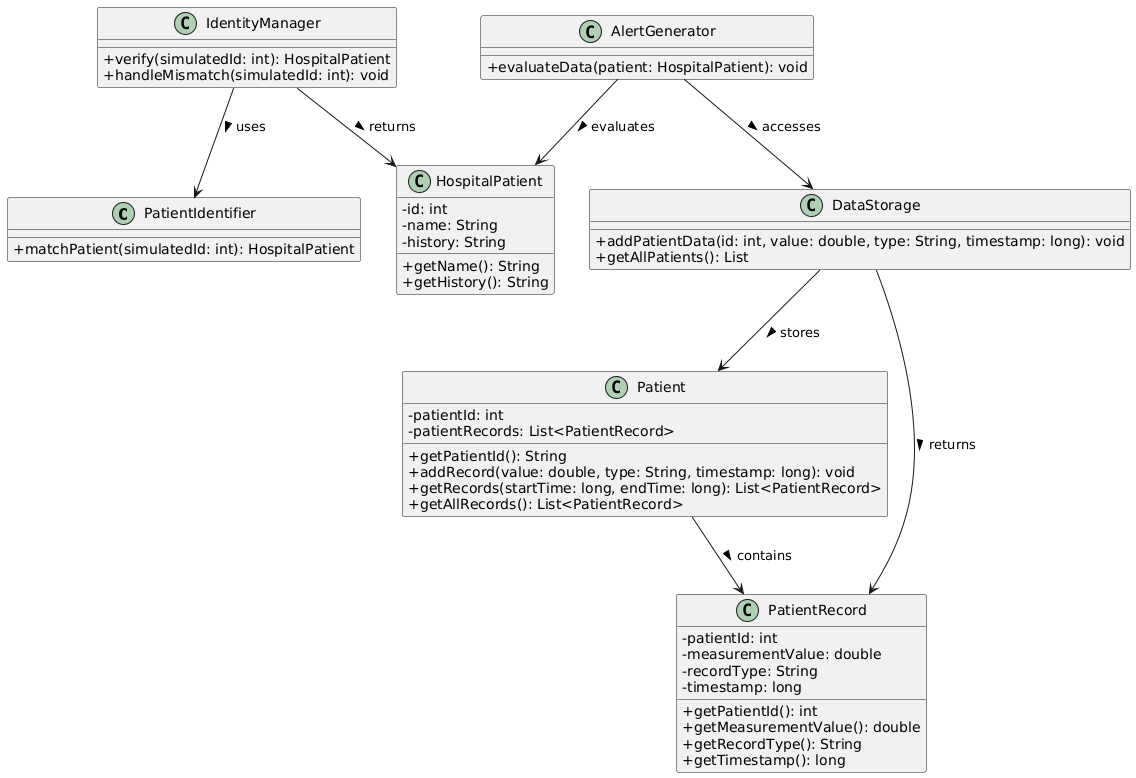 C IdentityManager
+verify(simulatedId: int): HospitalPatient
+handleMismatch(simulatedId: int): void
C AlertGenerator
+evaluateData(patient: HospitalPatient): void
uses
returns
evaluates
accesses
C PatientIdentifier
+matchPatient(simulatedId: int): HospitalPatient
C HospitalPatient
-id: int
-name: String
-history: String
+getName(): String
+getHistory(): String
C DataStorage
+addPatientData(id: int, value: double, type: String, timestamp: long): void
+getAllPatients(): List
stores
C Patient
-patientId: int
-patientRecords: List<PatientRecord>
+getPatientId(): String
+addRecord(value: double, type: String, timestamp: long): void
+getRecords(startTime: long, endTime: long): List<PatientRecord>
+getAllRecords(): List<PatientRecord>
returns
contains
C PatientRecord
-patientId: int
-measurementValue: double
-recordType: String
-timestamp: long
+getPatientId(): int
+getMeasurementValue(): double
+getRecordType(): String
+getTimestamp(): long